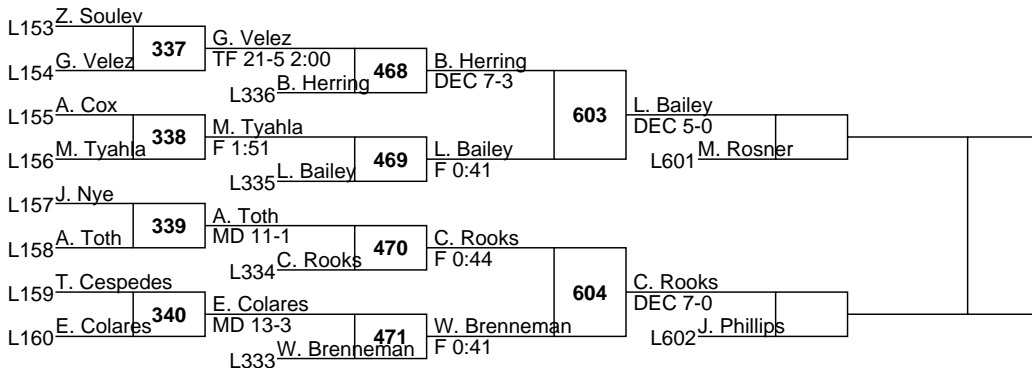 L153 Z. Soulev
337
L154 G. Velez
G. Velez
TF 21-5 2:00
468
L336 B. Herring
B. Herring
DEC 7-3
L155 A. Cox
338
L156 M. Tyahla
M. Tyahla
F 1:51
469
L335 L. Bailey
L. Bailey
F 0:41
603
L. Bailey
DEC 5-0
L601 M. Rosner
L157 J. Nye
339
L158 A. Toth
A. Toth
MD 11-1
470
L334 C. Rooks
C. Rooks
F 0:44
L159 T. Cespedes
340
L160 E. Colares
E. Colares
MD 13-3
471
L333 W. Brenneman
W. Brenneman
F 0:41
604
C. Rooks
DEC 7-0
L602 J. Phillips